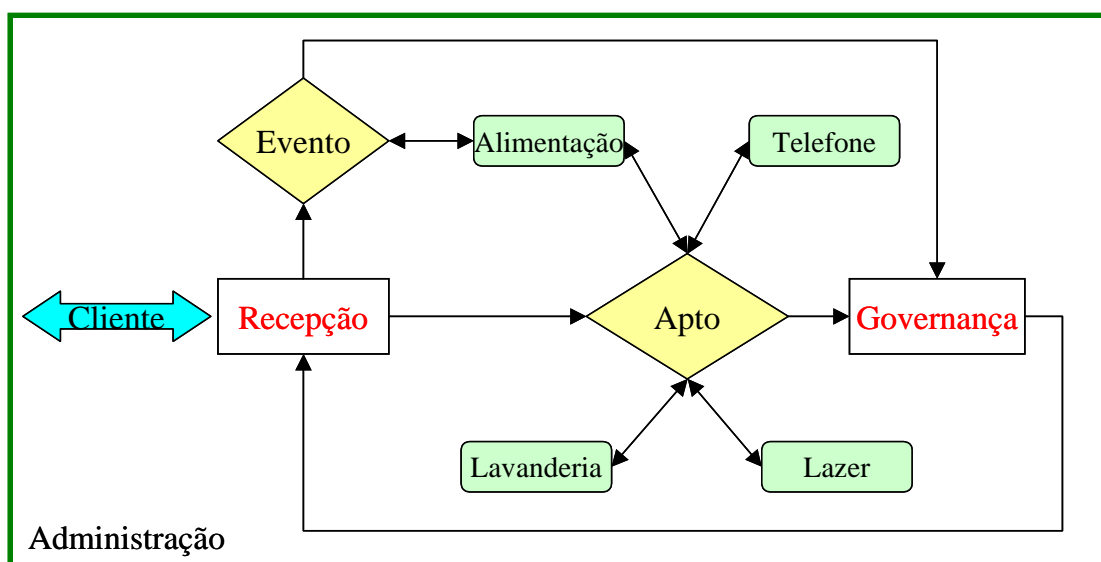 Evento
Alimentação
Telefone
Cliente
Recepção
Apto
Governança
Lavanderia
Lazer
Administração